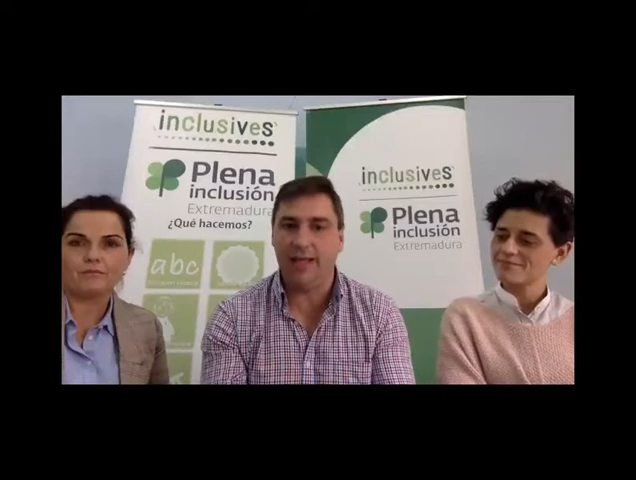 inclusives
Plena
inclusión
Extremadura
¿Qué hacemos?
abc
inclusives
Plena
inclusión
Extremadura